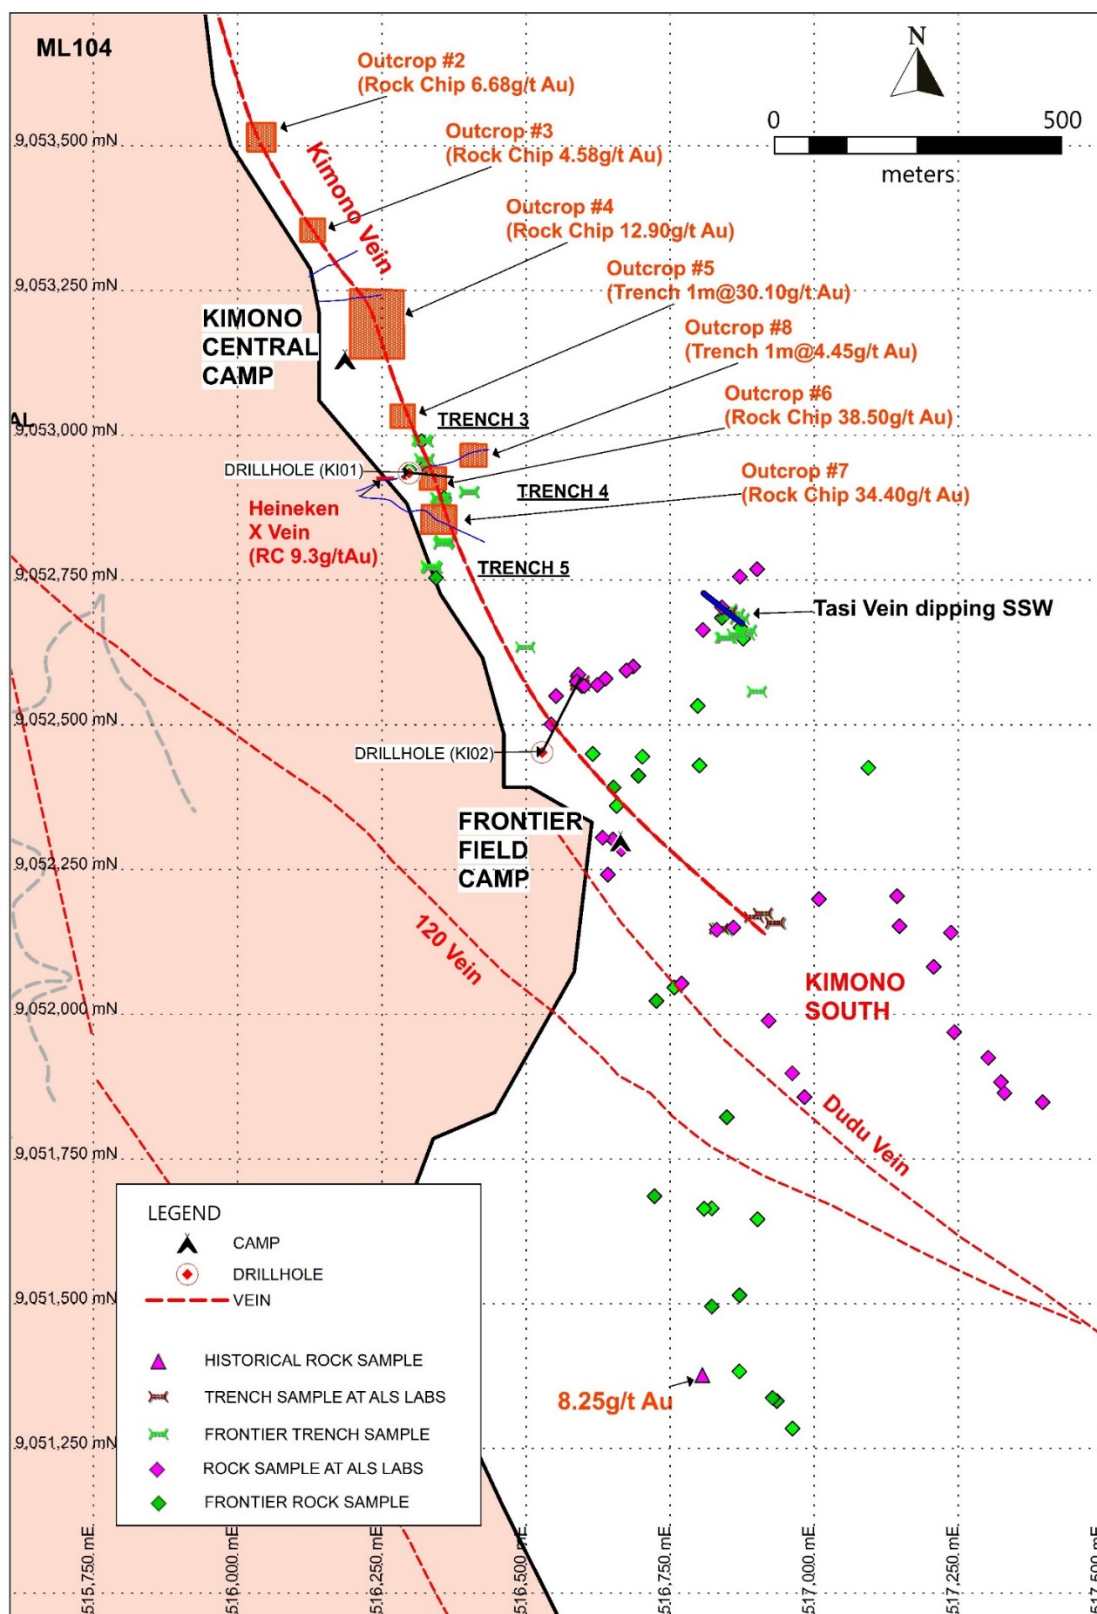 ML104
Outcrop #2
(Rock Chip 6.68g/t Au)
N
0 500
meters
9,053,500 mN
Outcrop #3
(Rock Chip 4.58g/t Au)
Kimono Vein
Outcrop #4
(Rock Chip 12.90g/t Au)
9,053,250 mN
Outcrop #5
(Trench 1m@30.10g/t Au)
KIMONO
CENTRAL
CAMP
Outcrop #8
(Trench 1m@4.45g/t Au)
Outcrop #6
(Rock Chip 38.50g/t Au)
AL
TRENCH 3
9,053,000 mN
DRILLHOLE (KI01)
Outcrop #7
(Rock Chip 34.40g/t Au)
TRENCH 4
Heineken
X Vein
(RC 9.3g/tAu)
TRENCH 5
9,052,750 mN
Tasi Vein dipping SSW
9,052,500 mN
DRILLHOLE (KI02)
FRONTIER
FIELD
CAMP
9,052,250 mN
120 Vein
KIMONO
SOUTH
9,052,000 mN
Dudu Vein
9,051,750 mN
LEGEND
CAMP
DRILLHOLE
VEIN
HISTORICAL ROCK SAMPLE
TRENCH SAMPLE AT ALS LABS
FRONTIER TRENCH SAMPLE
ROCK SAMPLE AT ALS LABS
FRONTIER ROCK SAMPLE
9,051,500 mN
8.25g/t Au
9,051,250 mN
515,750 mE
516,000 mE
516,250 mE
516,500 mE
516,750 mE
517,000 mE
517,250 mE
517,500 mE